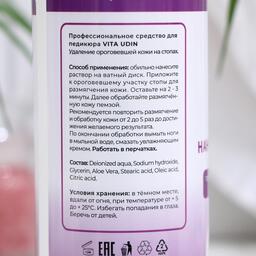 Профессиональное средство для
педикюра VITA UDIN
Удаление ороговевшей кожи на стопах.
Способ применения: обильно нанесите
раствор на ватный диск. Приложите
к ороговевшему участку стопы для
размягчения кожи. Оставьте на 2 - 3
минуты. Далее обработайте размягчён-
ную кожу пемзой.
Рекомендуется повторить размягчение
и обработку кожи от 2 до 5 раз до дости-
жения желаемого результата.
По окончании обработки вымыть ноги
в мыльной воде, смазать увлажняющим
кремом. Работать в перчатках.
Состав: Deionized aqua, Sodium hydroxide,
Glycerin, Aloe Vera, Stearic acid, Oleic acid,
Citric acid.
Условия хранения: в тёмном месте,
вдали от огня, при температуре от + 5
до + 25°C. Избегать попадания в глаза.
Беречь от детей.
EAC